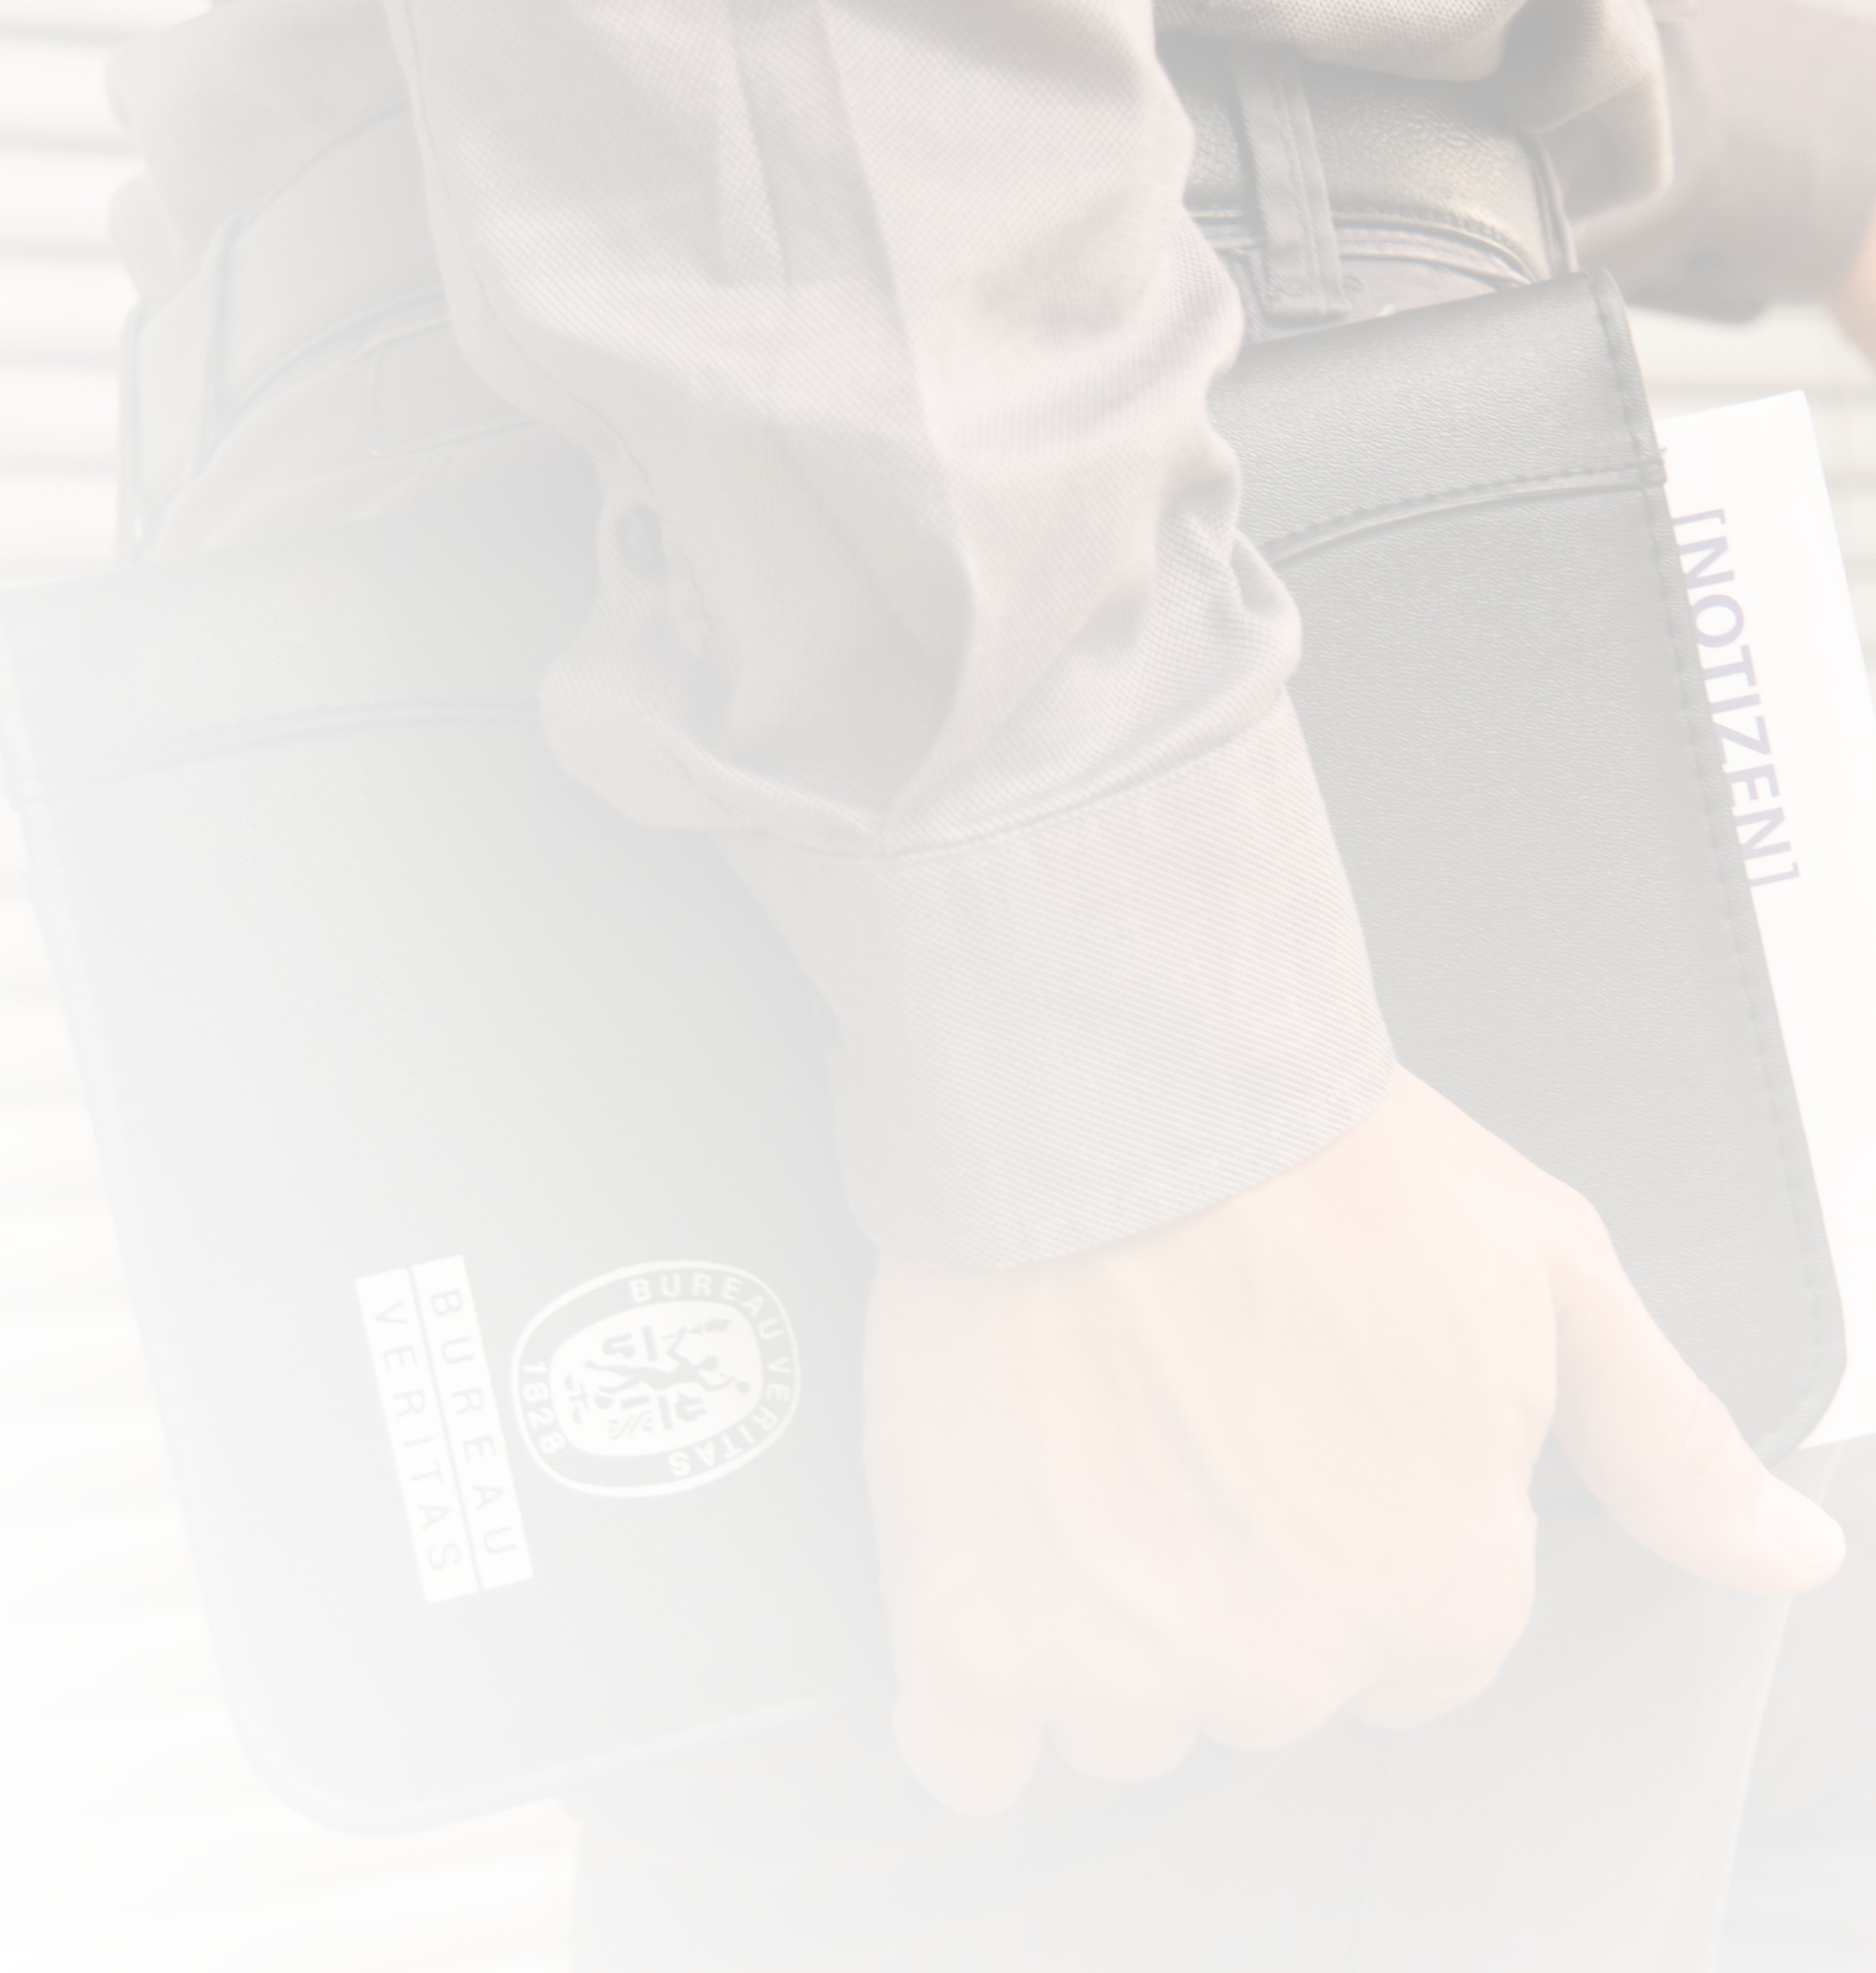 [NOTIZEN]
BUREAU VERITAS
1828
BUREAU
VERITAS